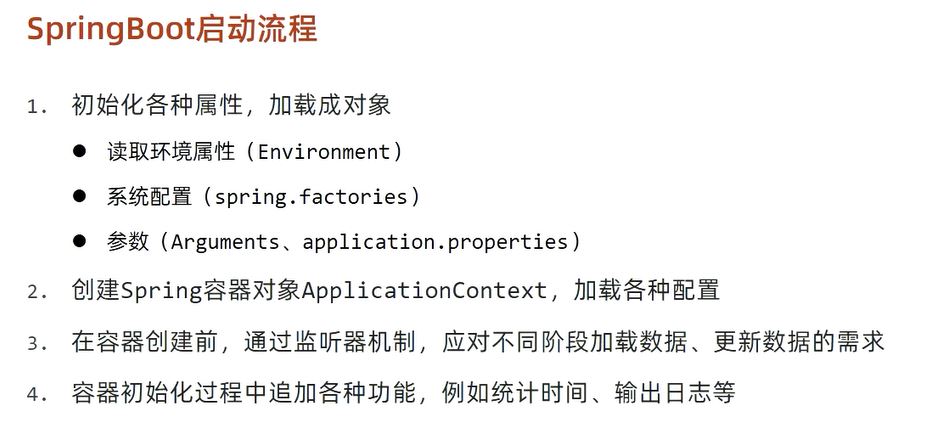 SpringBoot启动流程
1. 初始化各种属性，加载成对象
● 读取环境属性（Environment）
● 系统配置（spring.factories）
● 参数（Arguments、application.properties）
2. 创建Spring容器对象ApplicationContext，加载各种配置
3. 在容器创建前，通过监听器机制，应对不同阶段加载数据、更新数据的需求
4. 容器初始化过程中追加各种功能，例如统计时间、输出日志等